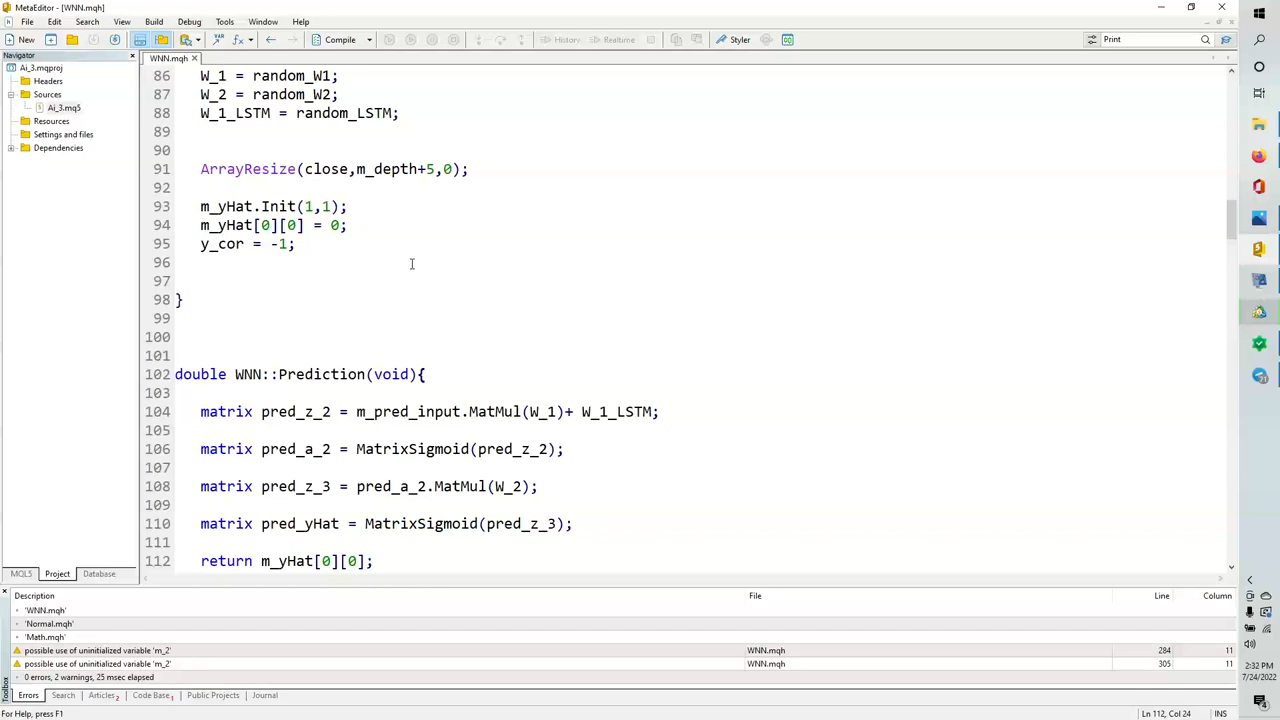 MetaEditor - [WNN.mqh]
File Edit Search View Build Debug Tools Window Help
New Compile History Realtime Styler Print
Navigator
WNN.mqh
Ai_3.mqproj
Headers
Sources
Ai_3.mq5
Resources
Settings and files
Dependencies
MQL5 Project Database
86 W_1 = random_W1;
87 W_2 = random_W2;
88 W_1_LSTM = random_LSTM;
89
90
91 ArrayResize(close,m_depth+5,0);
92
93 m_yHat.Init(1,1);
94 m_yHat[0][0] = 0;
95 y_cor = -1;
96
97
98 }
99
100
101
102 double WNN::Prediction(void){
103
104 matrix pred_z_2 = m_pred_input.MatMul(W_1)+ W_1_LSTM;
105
106 matrix pred_a_2 = MatrixSigmoid(pred_z_2);
107
108 matrix pred_z_3 = pred_a_2.MatMul(W_2);
109
110 matrix pred_yHat = MatrixSigmoid(pred_z_3);
111
112 return m_yHat[0][0];
Description File Line Column
'WNN.mqh'
'Normal.mqh'
'Math.mqh'
possible use of uninitialized variable 'm_2' WNN.mqh 284 11
possible use of uninitialized variable 'm_2' WNN.mqh 305 11
0 errors, 2 warnings, 25 msec elapsed
Toolbox
Errors Search Articles 2 Code Base 1 Public Projects Journal
For Help, press F1 Ln 112, Col 24 INS
2:32 PM
7/24/2022